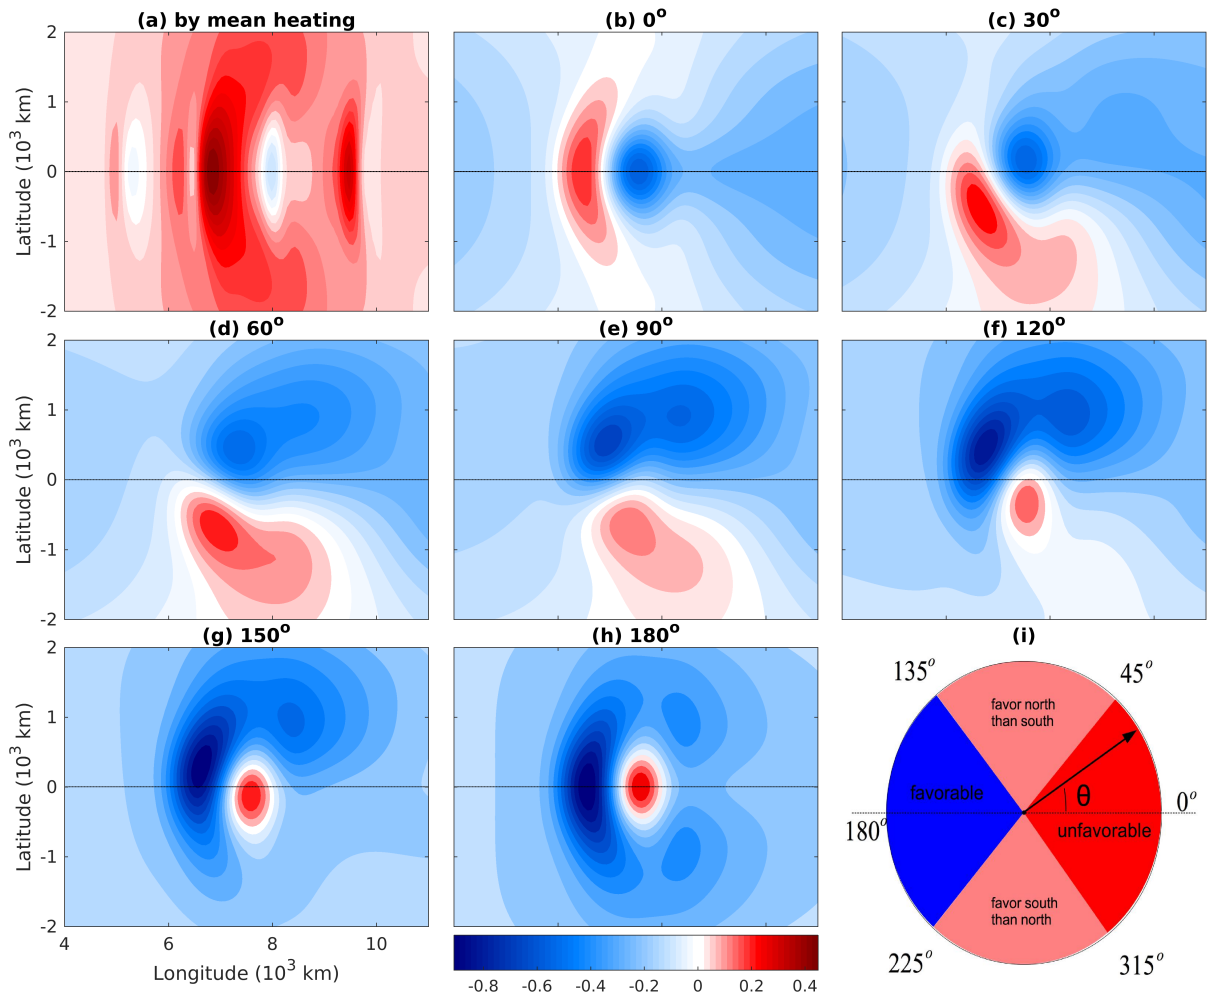 (a) by mean heating
(b) 0°
(c) 30°
2
1
0
-1
-2
Latitude (10³ km)
(d) 60°
(e) 90°
(f) 120°
2
1
0
-1
-2
Latitude (10³ km)
(g) 150°
(h) 180°
(i)
2
1
0
-1
-2
Latitude (10³ km)
4
6
8
10
Longitude (10³ km)
-0.8
-0.6
-0.4
-0.2
0
0.2
0.4
135°
45°
favor north
than south
favorable
θ
0°
180°
unfavorable
favor south
than north
225°
315°